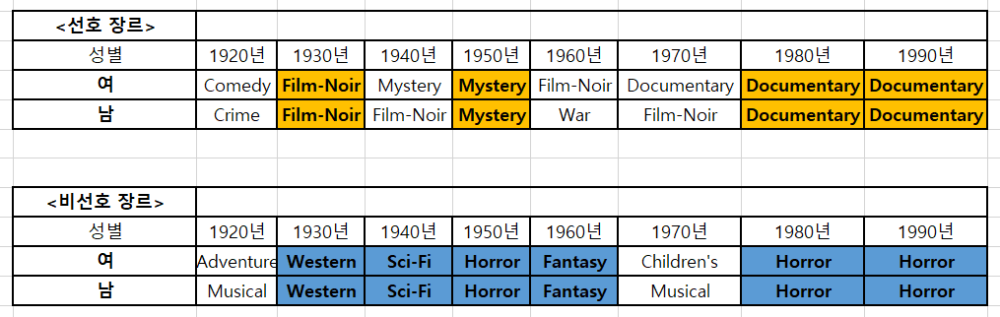 <선호 장르>
성별 1920년 1930년 1940년 1950년 1960년 1970년 1980년 1990년
여 Comedy Film-Noir Mystery Mystery Film-Noir Documentary Documentary Documentary
남 Crime Film-Noir Film-Noir Mystery War Film-Noir Documentary Documentary
<비선호 장르>
성별 1920년 1930년 1940년 1950년 1960년 1970년 1980년 1990년
여 Adventure Western Sci-Fi Horror Fantasy Children's Horror Horror
남 Musical Western Sci-Fi Horror Fantasy Musical Horror Horror